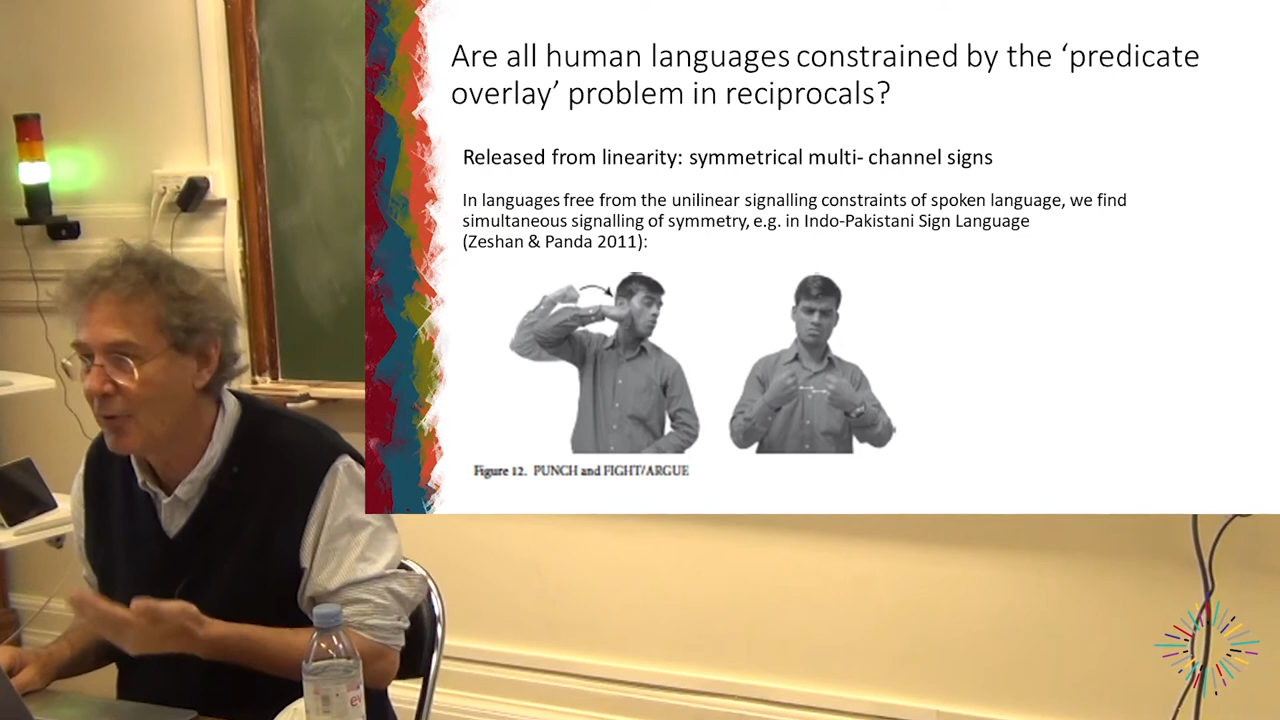 Are all human languages constrained by the ‘predicate
overlay’ problem in reciprocals?
Released from linearity: symmetrical multi- channel signs
In languages free from the unilinear signalling constraints of spoken language, we find
simultaneous signalling of symmetry, e.g. in Indo-Pakistani Sign Language
(Zeshan & Panda 2011):
Figure 12. PUNCH and FIGHT/ARGUE